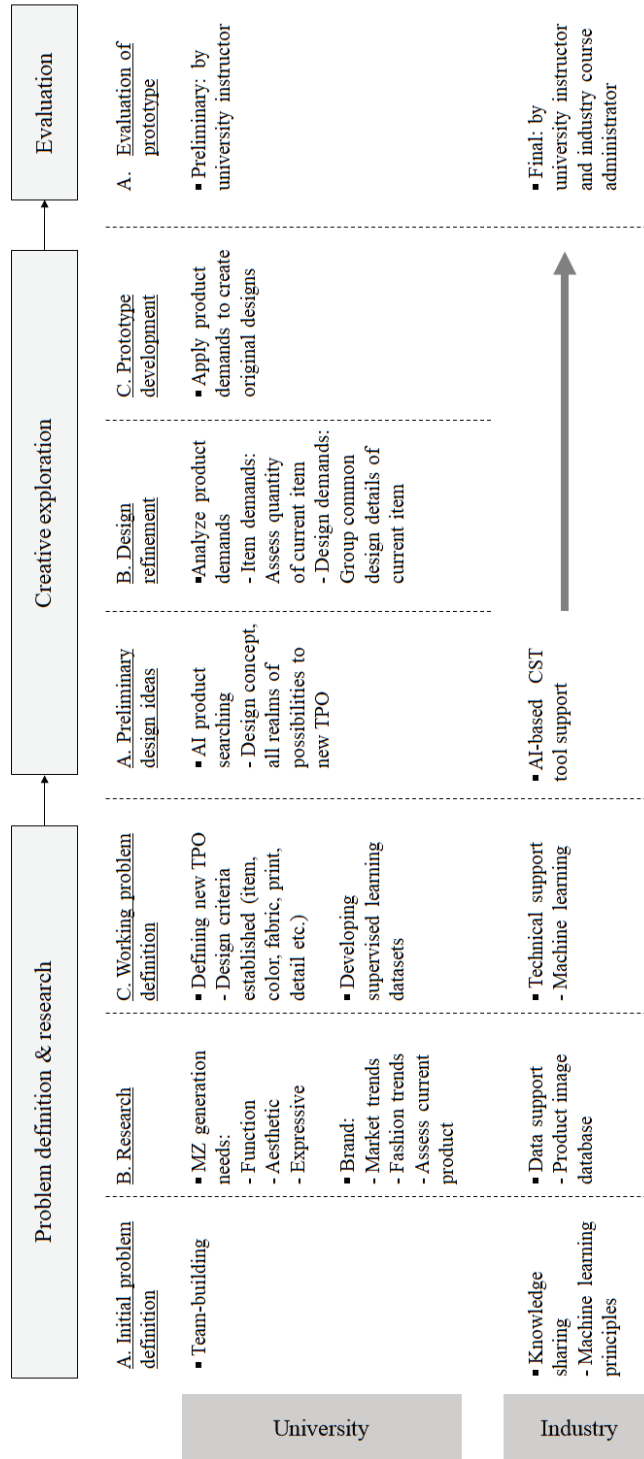 Problem definition & research
Creative exploration
Evaluation
A. Initial problem
definition
B. Research
C. Working problem
definition
A. Preliminary
design ideas
B. Design
refinement
C. Prototype
development
A. Evaluation of
prototype
University
▪ Team-building
▪ MZ generation
needs:
- Function
- Aesthetic
- Expressive
▪ Brand:
- Market trends
- Fashion trends
- Assess current
product
▪ Defining new TPO
- Design criteria
established (item,
color, fabric, print,
detail etc.)
▪ Developing
supervised learning
datasets
▪ AI product
searching
- Design concept,
all realms of
possibilities to
new TPO
▪Analyze product
demands
- Item demands:
Assess quantity
of current item
- Design demands:
Group common
design details of
current item
▪ Apply product
demands to create
original designs
▪ Preliminary: by
university instructor
Industry
▪ Knowledge
sharing
- Machine learning
principles
▪ Data support
- Product image
database
▪ Technical support
- Machine learning
▪ AI-based CST
tool support
▪ Final: by
university instructor
and industry course
administrator